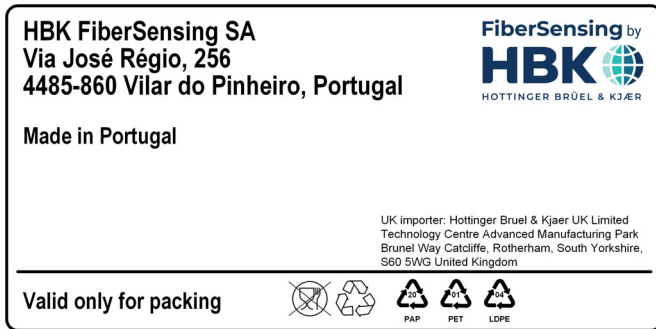 HBK FiberSensing SA
Via José Régio, 256
4485-860 Vilar do Pinheiro, Portugal
Made in Portugal
FiberSensing by
HBK
HOTTINGER BRÜEL & KJÆR
UK importer: Hottinger Bruel & Kjaer UK Limited
Technology Centre Advanced Manufacturing Park
Brunel Way Catcliffe, Rotherham, South Yorkshire,
S60 5WG United Kingdom
Valid only for packing
20 01 04
PAP PET LDPE